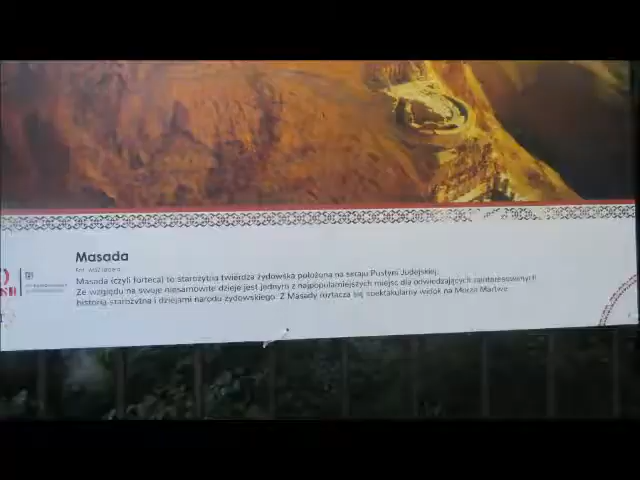 Masada
Masada (czyli forteca) to starożytna twierdza żydowska położona na skraju Pustyni Judejskiej.
Ze względu na swoje niesamowite dzieje jest jednym z najpopularniejszych miejsc dla odwiedzających zainteresowanych
historią starożytną i dziejami narodu żydowskiego. Z Masady roztacza się spektakularny widok na Morze Martwe.